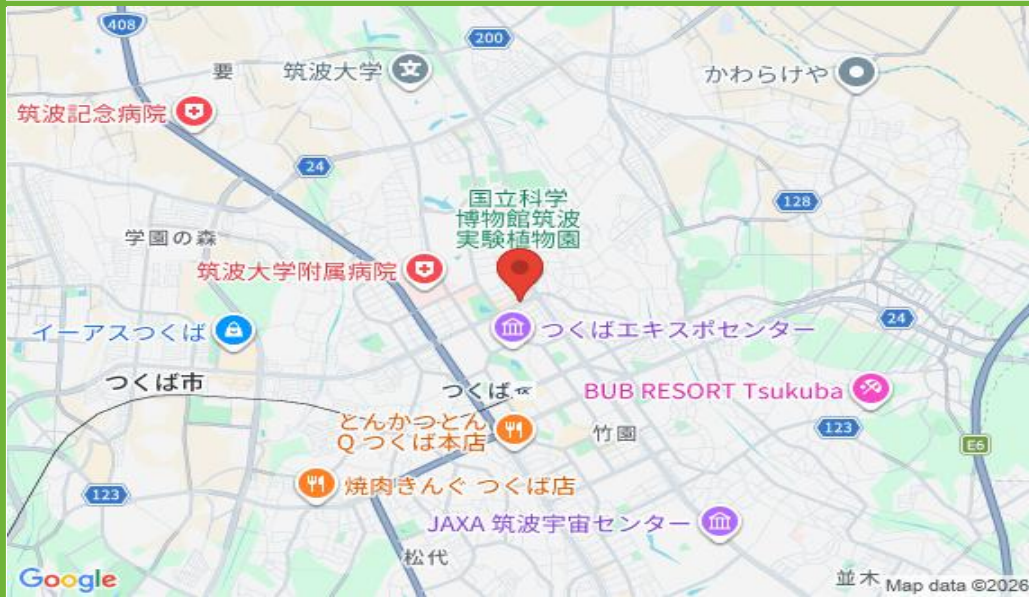 408
200
要
筑波大学
かわらけや
筑波記念病院
24
国立科学
博物館筑波
実験植物園
128
学園の森
筑波大学附属病院
イーアスつくば
つくばエキスポセンター
24
つくば市
つくば
BUB RESORT Tsukuba
とんかつとん
Q つくば本店
竹園
123
E6
焼肉きんぐ つくば店
123
JAXA 筑波宇宙センター
松代
Google
並木
Map data ©2026